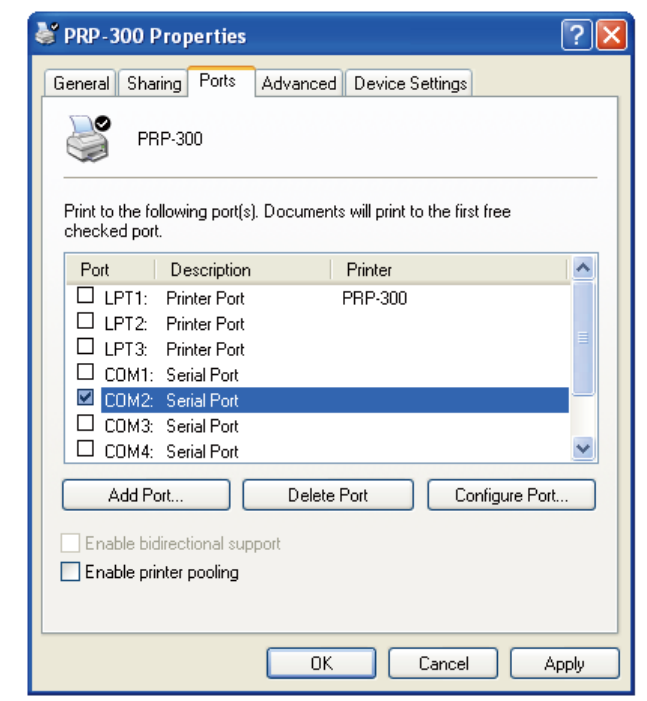 PRP-300 Properties
General Sharing Ports Advanced Device Settings
PRP-300
Print to the following port(s). Documents will print to the first free
checked port.
Port Description Printer
LPT1: Printer Port PRP-300
LPT2: Printer Port
LPT3: Printer Port
COM1: Serial Port
COM2: Serial Port
COM3: Serial Port
COM4: Serial Port
Add Port... Delete Port Configure Port...
Enable bidirectional support
Enable printer pooling
OK Cancel Apply